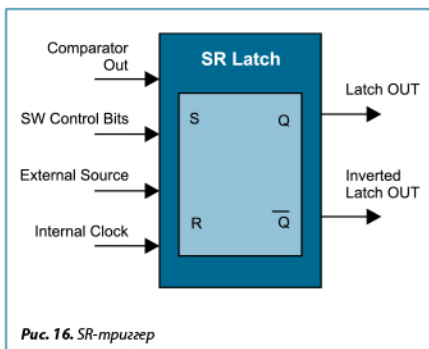 Comparator
Out
SW Control Bits
External Source
Internal Clock
SR Latch
S
Q
R
Q̅
Latch OUT
Inverted
Latch OUT
Рис. 16. SR-триггер